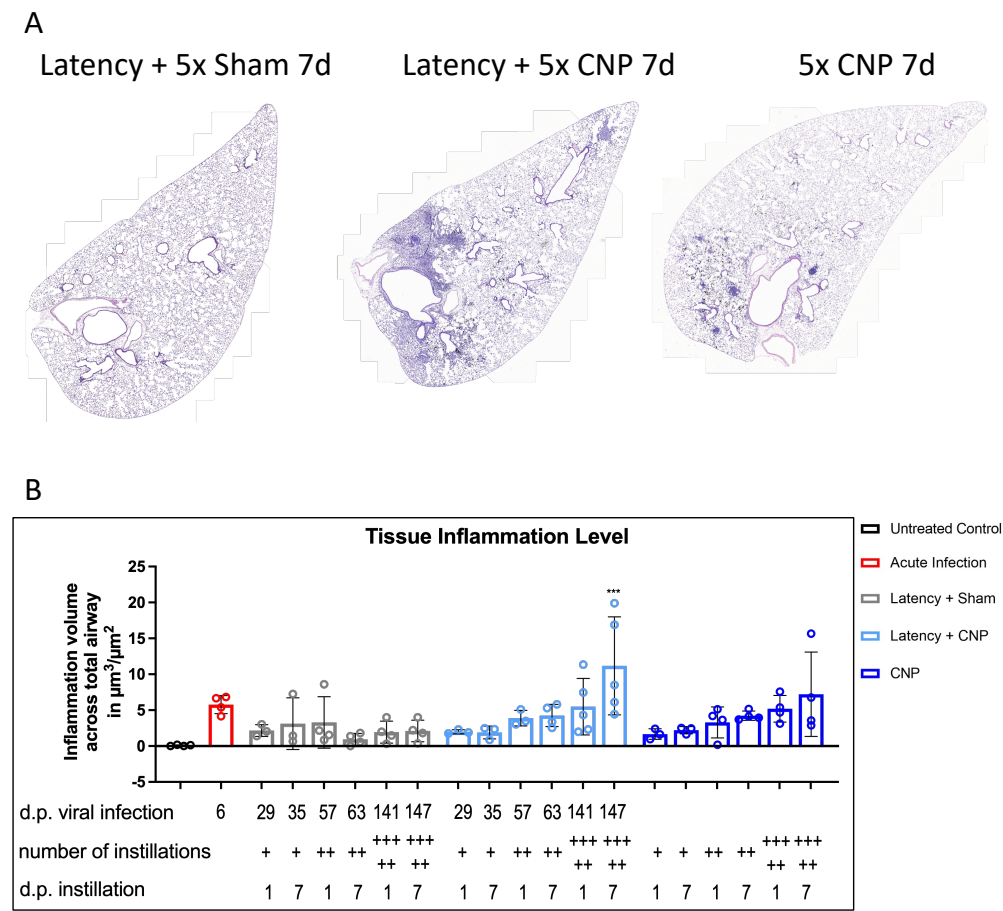 A
Latency + 5x Sham 7d
Latency + 5x CNP 7d
5x CNP 7d
B
Tissue Inflammation Level
Inflammation volume
across total airway
in µm³/µm²
25
20
15
10
5
0
-5
***
Untreated Control
Acute Infection
Latency + Sham
Latency + CNP
CNP
d.p. viral infection 6 29 35 57 63 141 147 29 35 57 63 141 147
number of instillations + + ++ ++ +++ ++ +++ ++ + + ++ ++ +++ ++ +++ ++ + + ++ ++ +++ ++ +++ ++
d.p. instillation 1 7 1 7 1 7 1 7 1 7 1 7 1 7 1 7 1 7